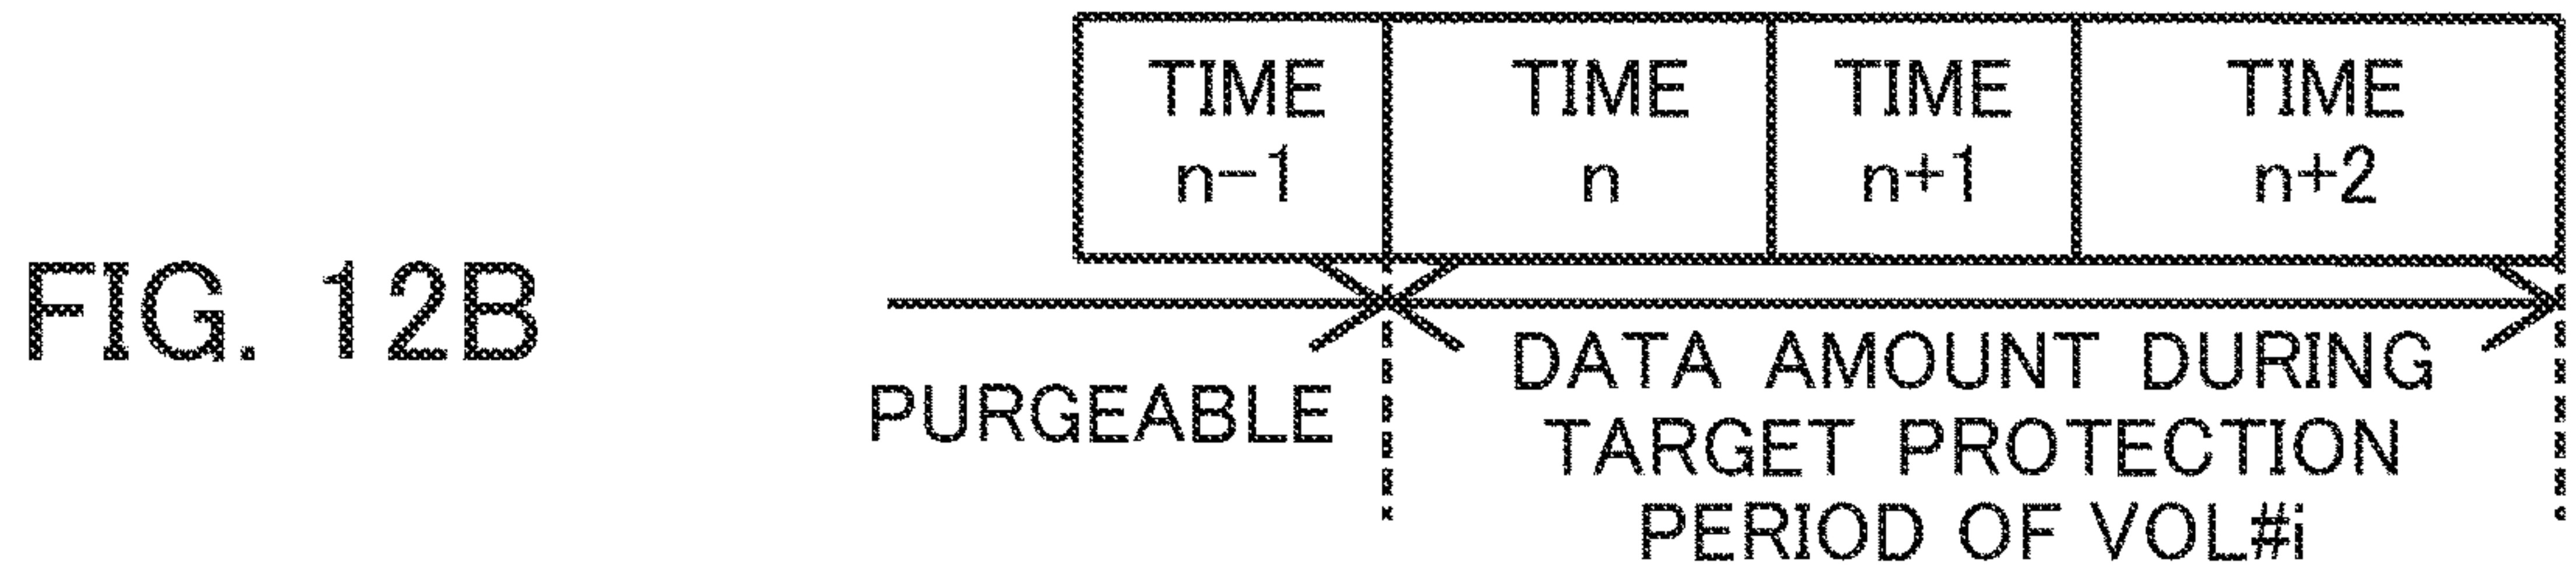 TIME TIME TIME TIME
n-1 n n+1 n+2
FIG. 12B
PURGEABLE
DATA AMOUNT DURING
TARGET PROTECTION
PERIOD OF VOL#i